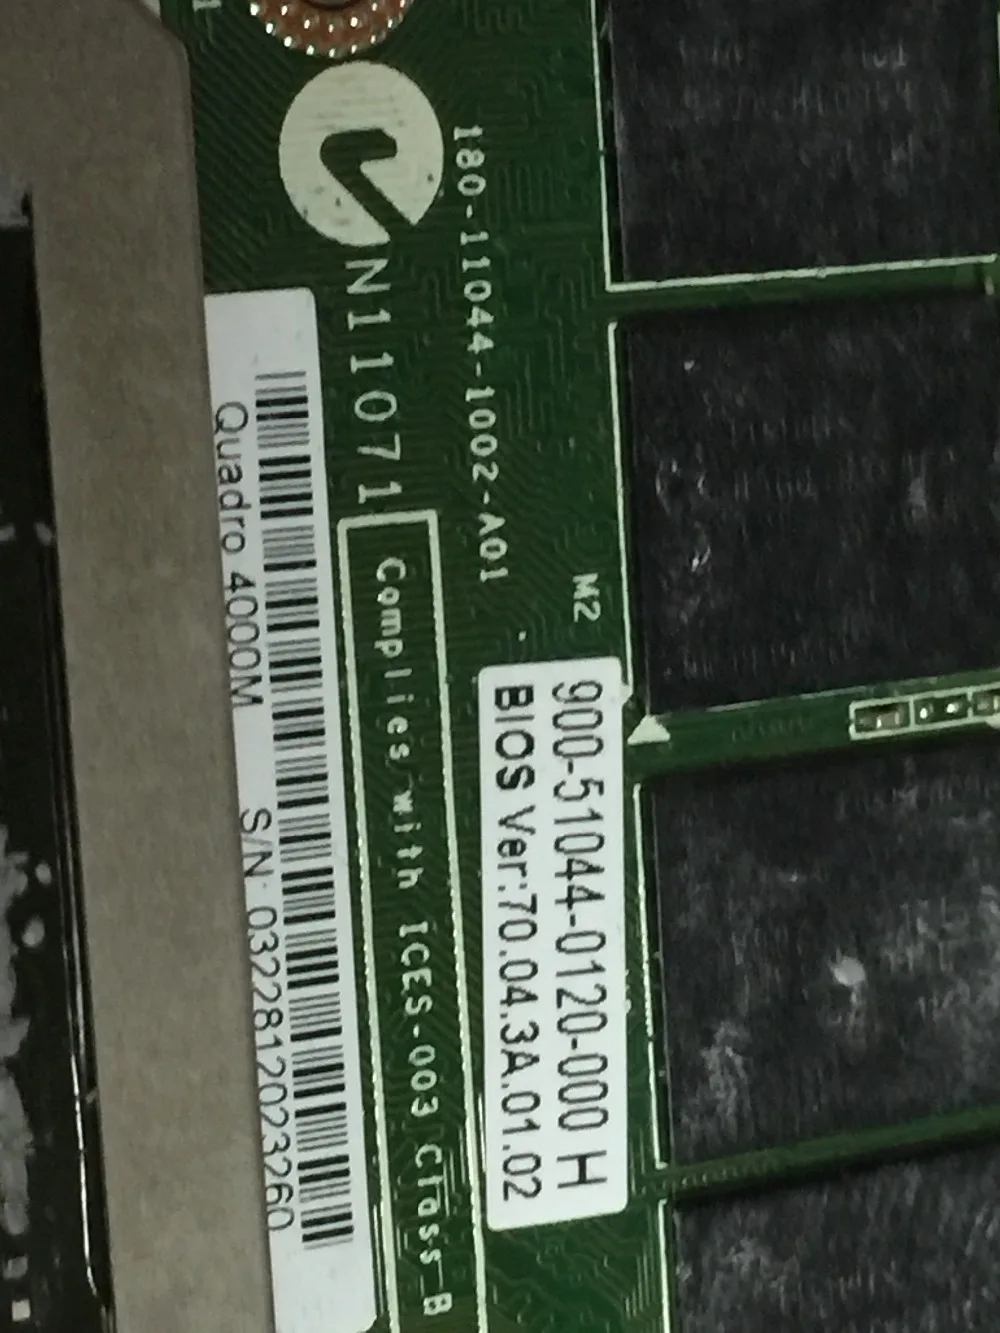 180-11044-1002-A01
N11071
M2
900-51044-0120-000 H
BIOS Ver:70.04.3A.01.02
Complies with ICES-003 Class B
Quadro 4000M S/N: 0322812023260